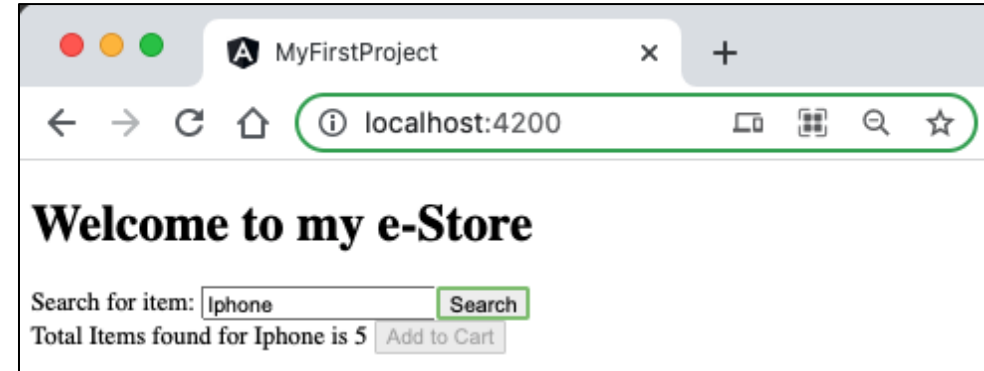 MyFirstProject
localhost:4200
Welcome to my e-Store
Search for item: Iphone Search
Total Items found for Iphone is 5 Add to Cart